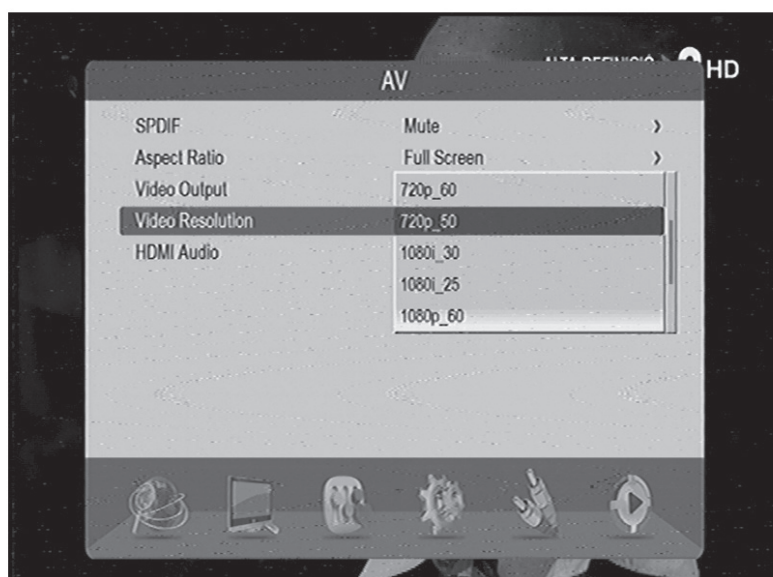 HD
AV
SPDIF Mute >
Aspect Ratio Full Screen >
Video Output 720p_60
Video Resolution 720p_50
HDMI Audio 1080i_30
1080i_25
1080p_60